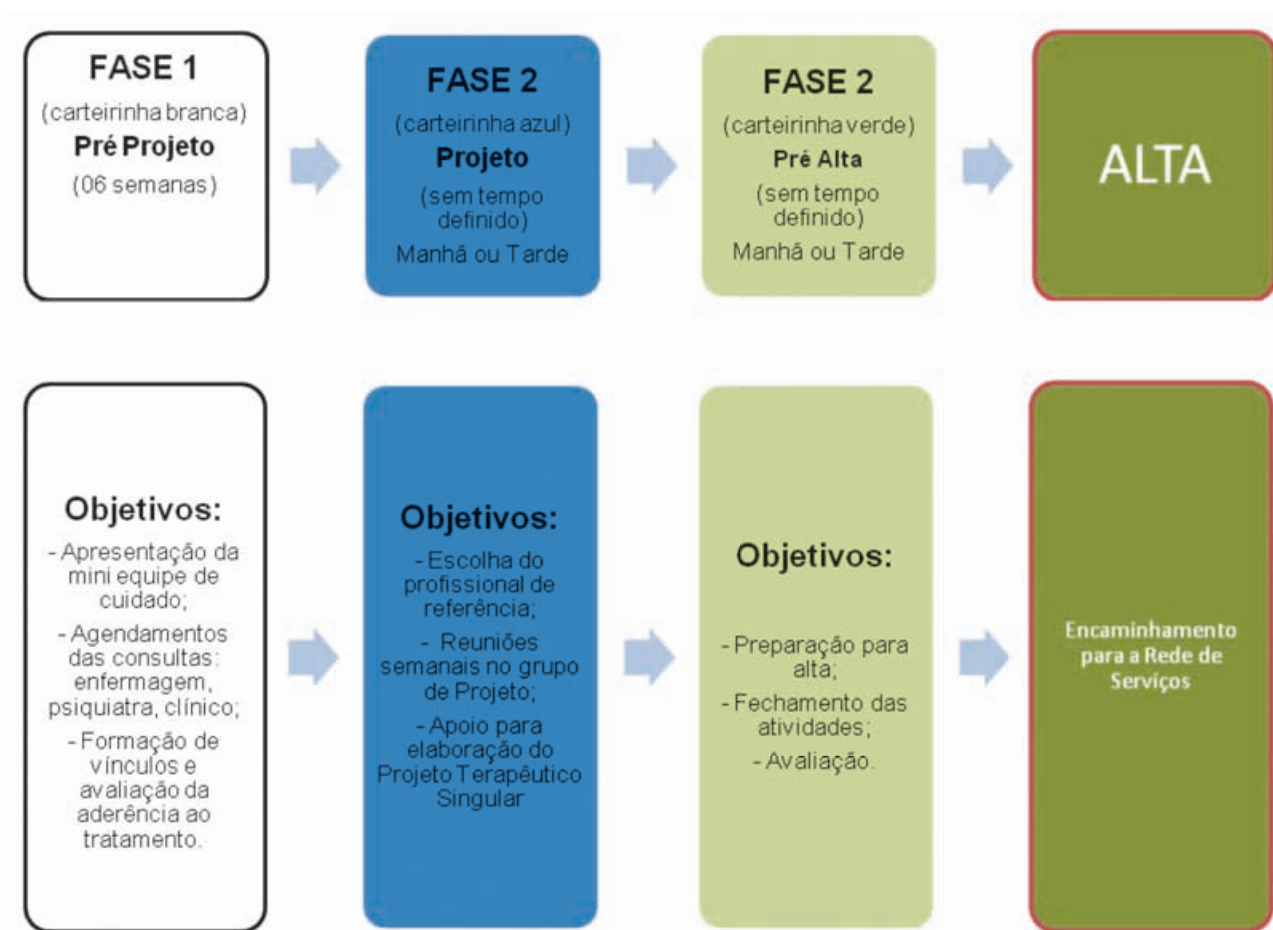 FASE 1
(carteirinha branca)
Pré Projeto
(06 semanas)
FASE 2
(carteirinha azul)
Projeto
(sem tempo
definido)
Manhã ou Tarde
FASE 2
(carteirinha verde)
Pré Alta
(sem tempo
definido)
Manhã ou Tarde
ALTA
Objetivos:
- Apresentação da
mini equipe de
cuidado;
- Agendamentos
das consultas:
enfermagem,
psiquiatra, clínico;
- Formação de
vínculos e
avaliação da
aderência ao
tratamento.
Objetivos:
- Escolha do
profissional de
referência;
- Reuniões
semanais no grupo
de Projeto;
- Apoio para
elaboração do
Projeto Terapêutico
Singular
Objetivos:
- Preparação para
alta;
- Fechamento das
atividades;
- Avaliação.
Encaminhamento
para a Rede de
Serviços